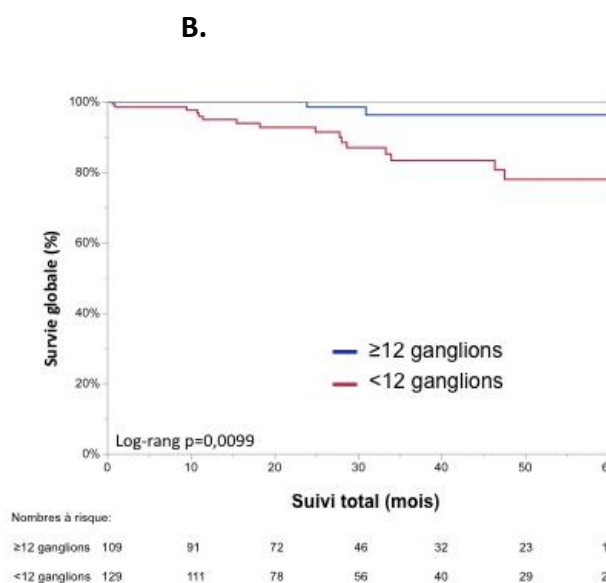 B.
100%
80%
60%
40%
20%
0%
Survie globale (%)
≥12 ganglions
<12 ganglions
Log-rang p=0,0099
0 10 20 30 40 50
Suivi total (mois)
Nombres à risque:
≥12 ganglions 109 91 72 46 32 23
<12 ganglions 129 111 78 56 40 29